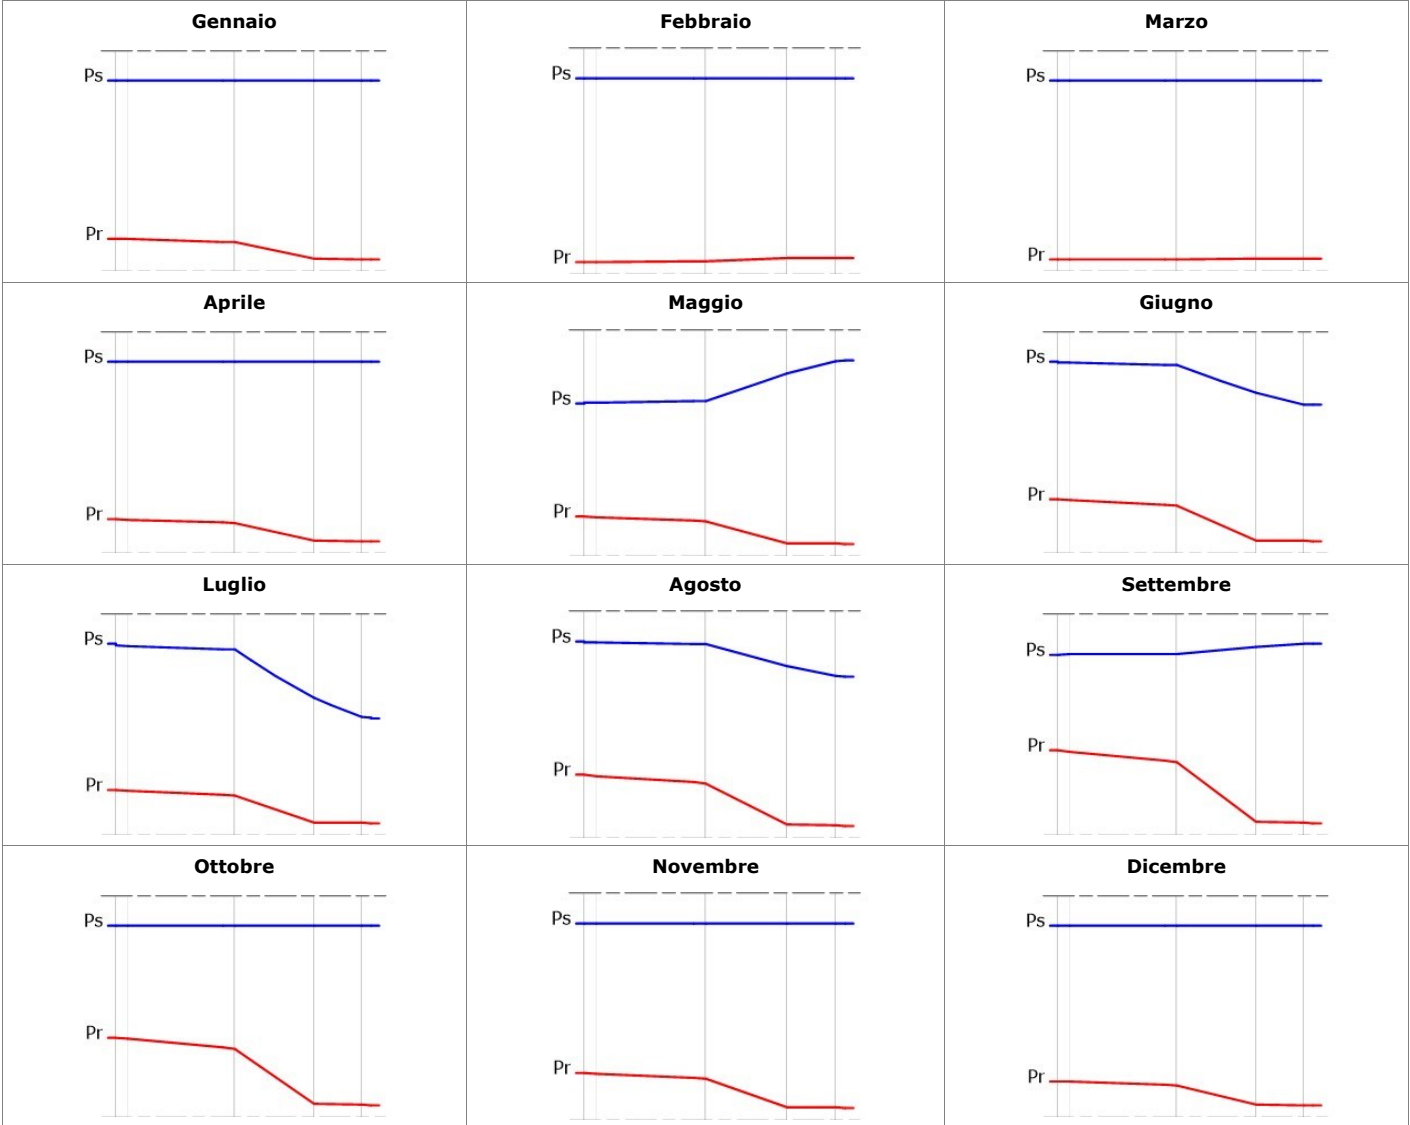 Gennaio
Febbraio
Marzo
Ps
Ps
Ps
Pr
Pr
Pr
Aprile
Maggio
Giugno
Ps
Ps
Ps
Pr
Pr
Pr
Luglio
Agosto
Settembre
Ps
Ps
Ps
Pr
Pr
Pr
Ottobre
Novembre
Dicembre
Ps
Ps
Ps
Pr
Pr
Pr